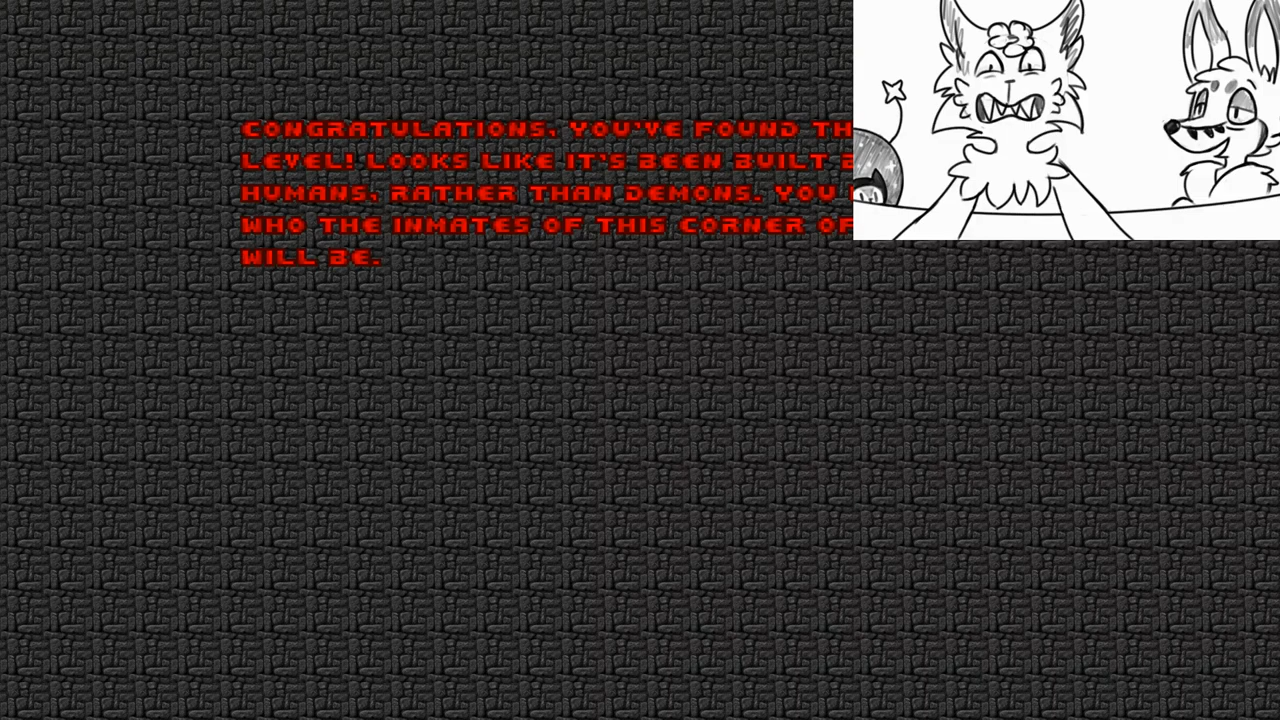 CONGRATULATIONS, YOU'VE FOUND TH
LEVEL! LOOKS LIKE IT'S BEEN BUILT
HUMANS, RATHER THAN DEMONS. YOU
WHO THE INMATES OF THIS CORNER OF
WILL BE.